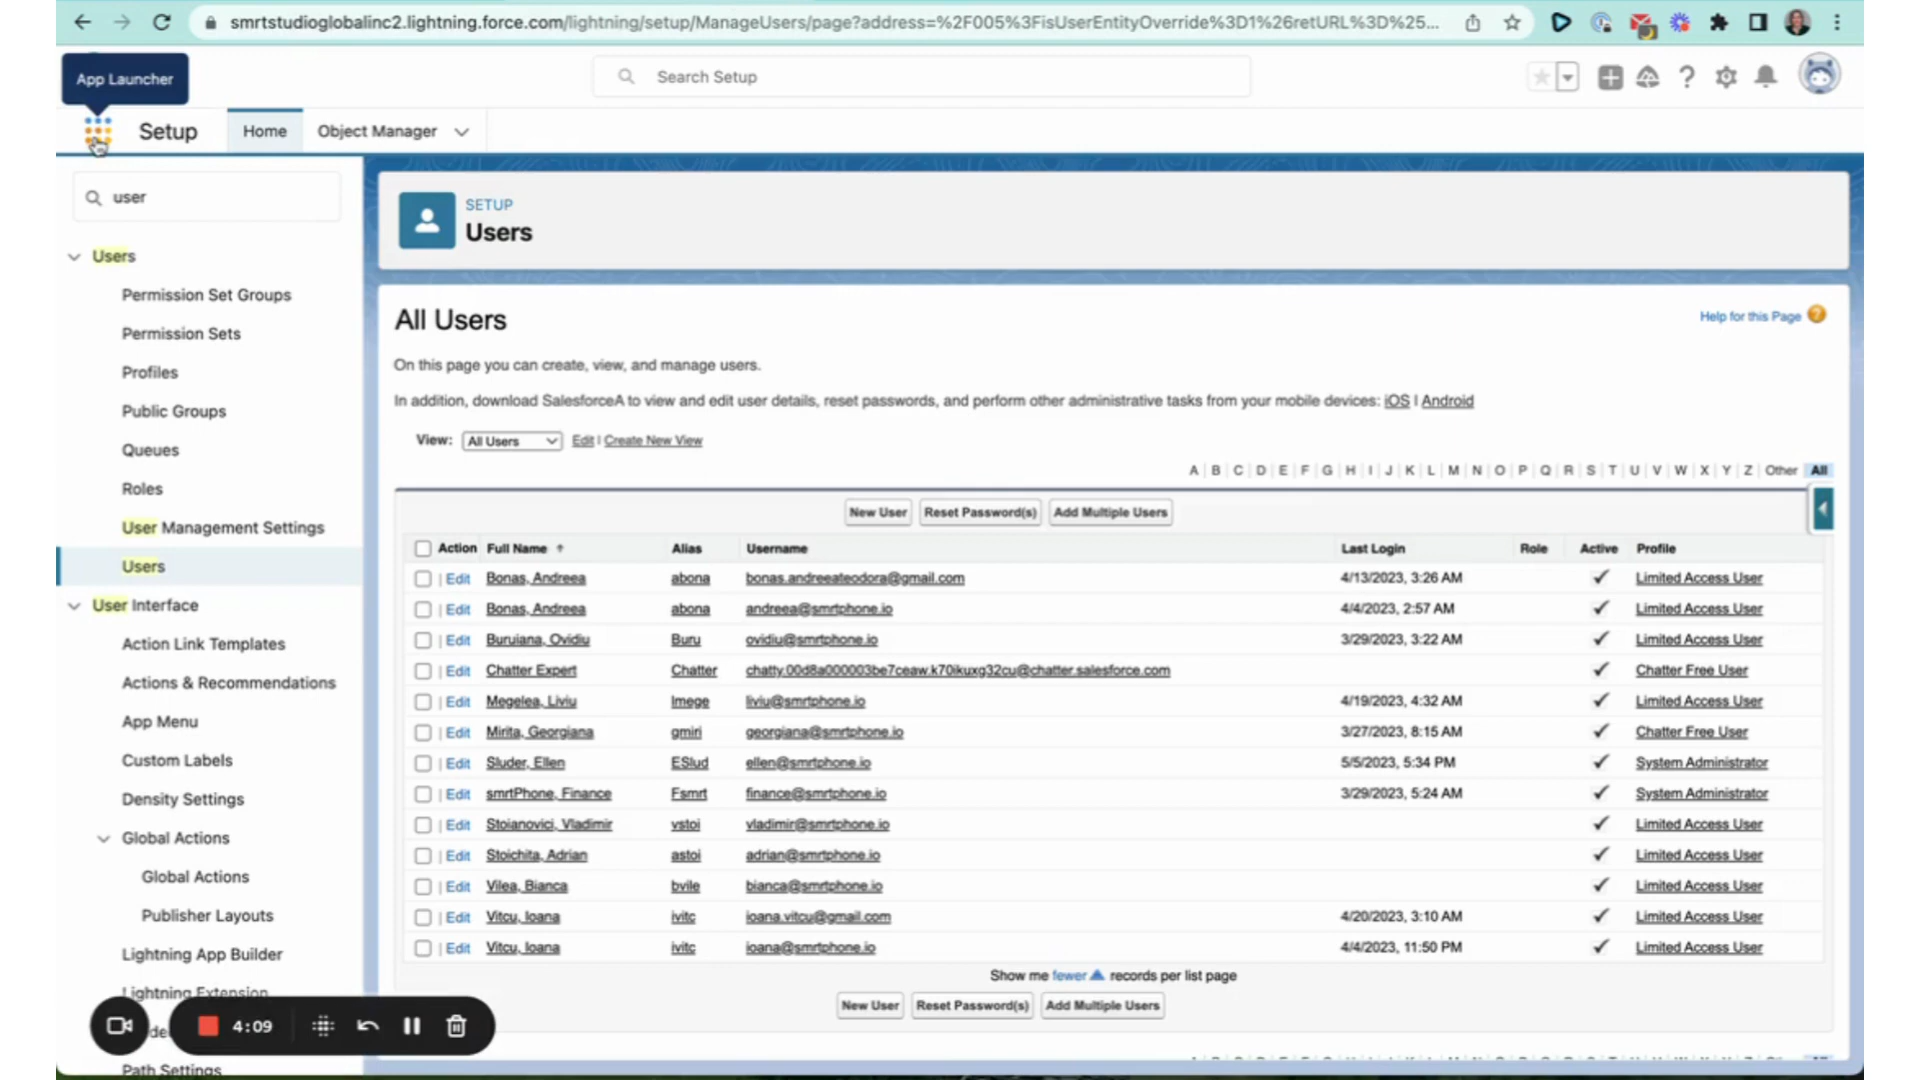 smrtstudioglobalinc2.lightning.force.com/lightning/setup/ManageUsers/page?address=%2F005%3FisUserEntityOverride%3D1%26retURL%3D%25...
App Launcher
Search Setup
Setup
Home
Object Manager
user
Users
Permission Set Groups
Permission Sets
Profiles
Public Groups
Queues
Roles
User Management Settings
Users
User Interface
Action Link Templates
Actions & Recommendations
App Menu
Custom Labels
Density Settings
Global Actions
Global Actions
Publisher Layouts
Lightning App Builder
Lightning Extension
Path Settings
4:09
SETUP
Users
All Users
Help for this Page ?
On this page you can create, view, and manage users.
In addition, download SalesforceA to view and edit user details, reset passwords, and perform other administrative tasks from your mobile devices: iOS | Android
View: All Users Edit | Create New View
A | B | C | D | E | F | G | H | I | J | K | L | M | N | O | P | Q | R | S | T | U | V | W | X | Y | Z | Other | All
New User Reset Password(s) Add Multiple Users
Action Full Name ↑ Alias Username Last Login Role Active Profile
| Edit Bonas, Andreea abona bonas.andreeateodora@gmail.com 4/13/2023, 3:26 AM ✓ Limited Access User
| Edit Bonas, Andreea abona andreea@smrtphone.io 4/4/2023, 2:57 AM ✓ Limited Access User
| Edit Buruiana, Ovidiu Buru ovidiu@smrtphone.io 3/29/2023, 3:22 AM ✓ Limited Access User
| Edit Chatter Expert Chatter chatty.00d8a000003be7ceaw.k70ikuxg32cu@chatter.salesforce.com ✓ Chatter Free User
| Edit Megelea, Liviu lmege liviu@smrtphone.io 4/19/2023, 4:32 AM ✓ Limited Access User
| Edit Mirita, Georgiana gmiri georgiana@smrtphone.io 3/27/2023, 8:15 AM ✓ Chatter Free User
| Edit Sluder, Ellen ESlud ellen@smrtphone.io 5/5/2023, 5:34 PM ✓ System Administrator
| Edit smrtPhone, Finance Fsmrt finance@smrtphone.io 3/29/2023, 5:24 AM ✓ System Administrator
| Edit Stoianovici, Vladimir vstoi vladimir@smrtphone.io ✓ Limited Access User
| Edit Stoichita, Adrian astoi adrian@smrtphone.io ✓ Limited Access User
| Edit Vilea, Bianca bvile bianca@smrtphone.io ✓ Limited Access User
| Edit Vitcu, Ioana ivitc ioana.vitcu@gmail.com 4/20/2023, 3:10 AM ✓ Limited Access User
| Edit Vitcu, Ioana ivitc ioana@smrtphone.io 4/4/2023, 11:50 PM ✓ Limited Access User
Show me fewer ▲ records per list page
New User Reset Password(s) Add Multiple Users